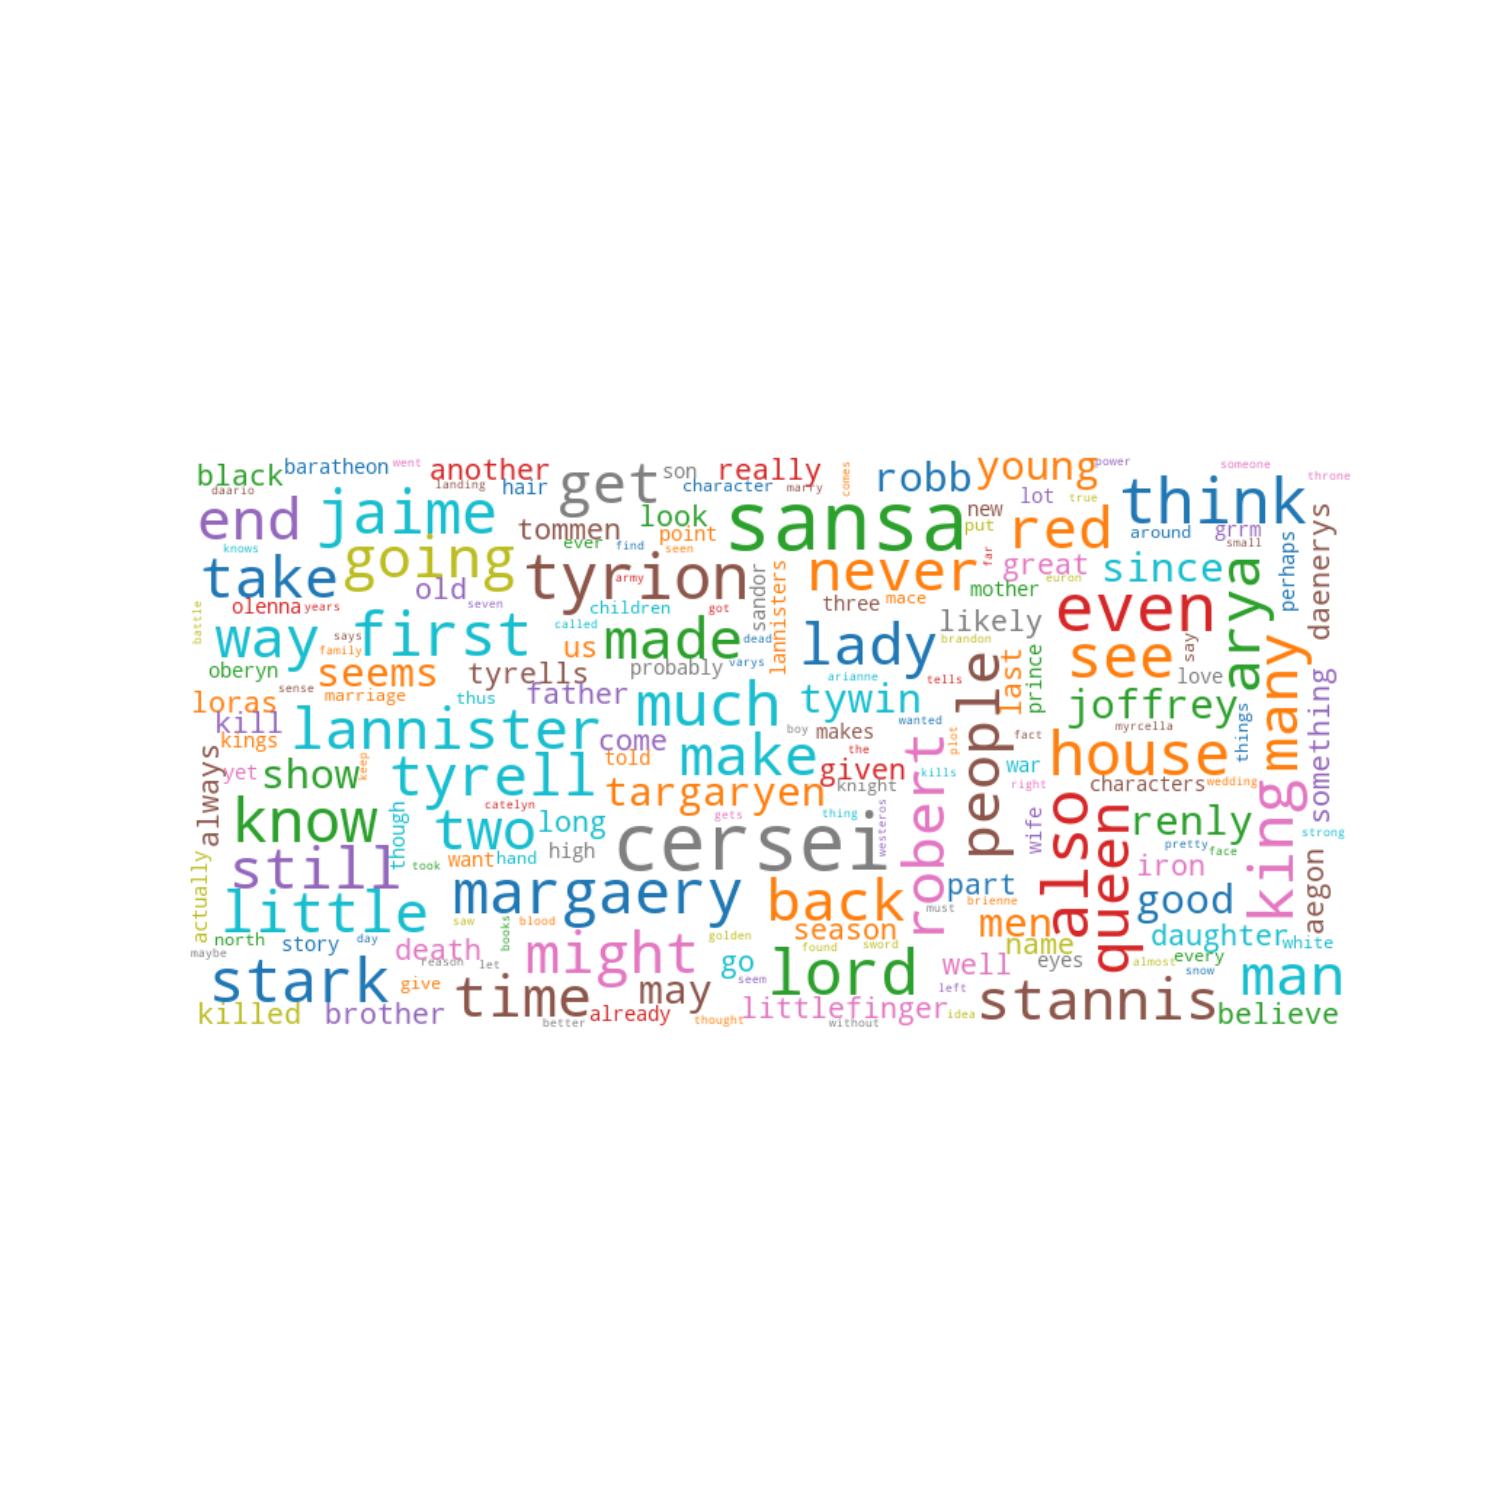 black
baratheon
went
another
get
son
really
comes
robb
young
power
someone
throne
daario
landing
hair
character
marry
lot
true
think
end
jaime
tommen
look
point
sansa
new
put
red
around
grrm
small
perhaps
daenerys
knows
going
ever
find
seen
far
great
since
take
old
tyrion
army
sandor
lannisters
never
mother
euron
arya
battle
olenna
years
seven
children
called
got
three
mace
likely
even
way
says
first
family
us
made
dead
lady
brandon
see
say
many
oberyn
seems
tyrells
probably
varys
arianne
tells
people
last
prince
love
something
loras
sense
marriage
thus
father
much
tywin
joffrey
kill
kings
lannister
come
boy
makes
wanted
myrcella
things
always
yet
show
keep
tyrell
told
make
the
given
robert
plot
fact
war
house
targaryen
knight
kills
right
characters
wedding
king
know
though
catelyn
two
long
gets
cersei
thing
westeros
wife
also
queen
renly
strong
still
took
want
hand
high
pretty
face
iron
aegon
actually
little
margaery
back
part
brienne
must
men
good
north
story
day
saw
books
blood
season
golden
found
sword
name
daughter
white
maybe
death
reason
let
might
go
seem
lord
well
eyes
almost
every
snow
stark
give
time
may
left
stannis
man
killed
brother
better
already
thought
littlefinger
without
idea
believe